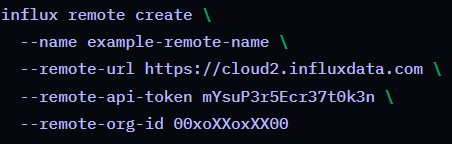 influx remote create \
  --name example-remote-name \
  --remote-url https://cloud2.influxdata.com \
  --remote-api-token mYsuP3r5Ecr37t0k3n \
  --remote-org-id 00xoXXoxXX00